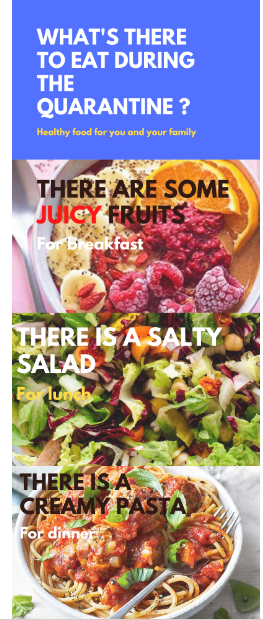 WHAT'S THERE
TO EAT DURING
THE
QUARANTINE ?
Healthy food for you and your family
THERE ARE SOME
JUICY FRUITS
For breakfast
THERE IS A SALTY
SALAD
For lunch
THERE IS A
CREAMY PASTA
For dinner